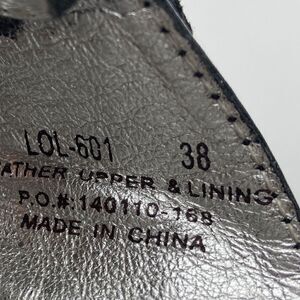 LOL-601 38
ATHER UPPER & LINING
P.O.#:140110-168
MADE IN CHINA